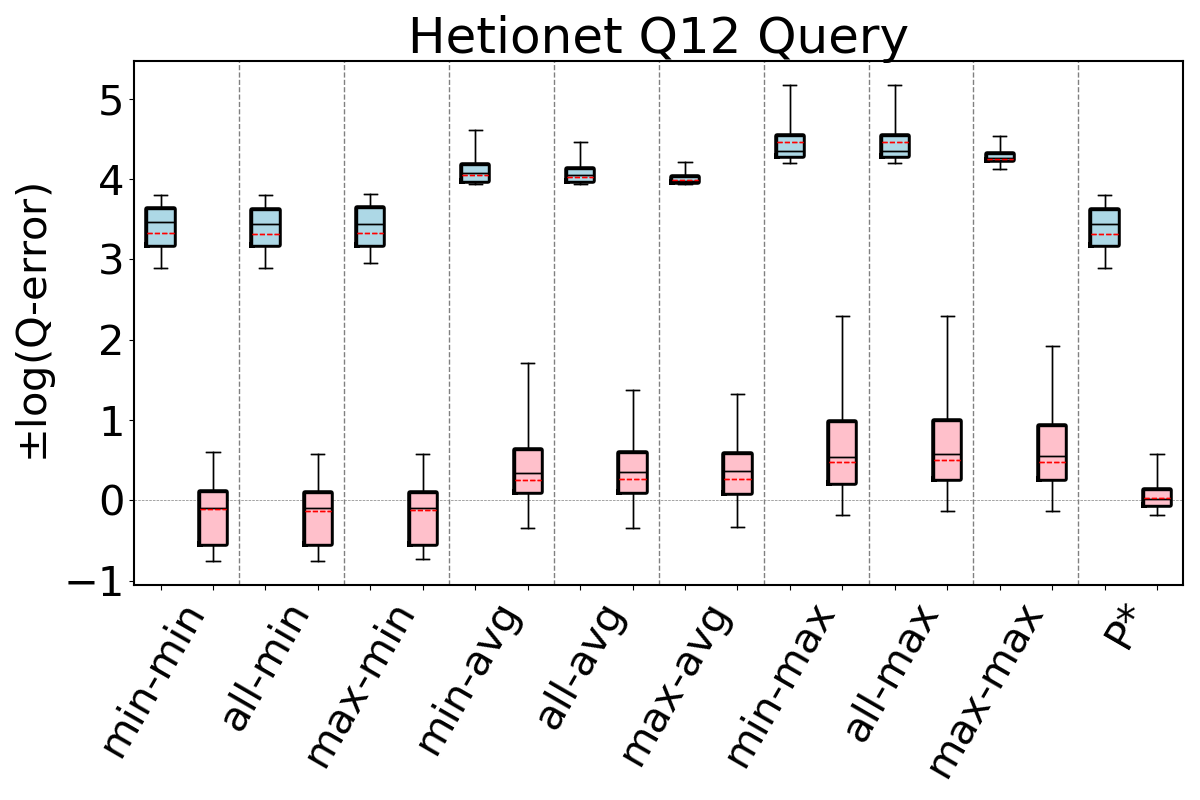 Hetionet Q12 Query
±log(Q-error)
5
4
3
2
1
0
−1
min-min
all-min
max-min
min-avg
all-avg
max-avg
min-max
all-max
max-max
P*